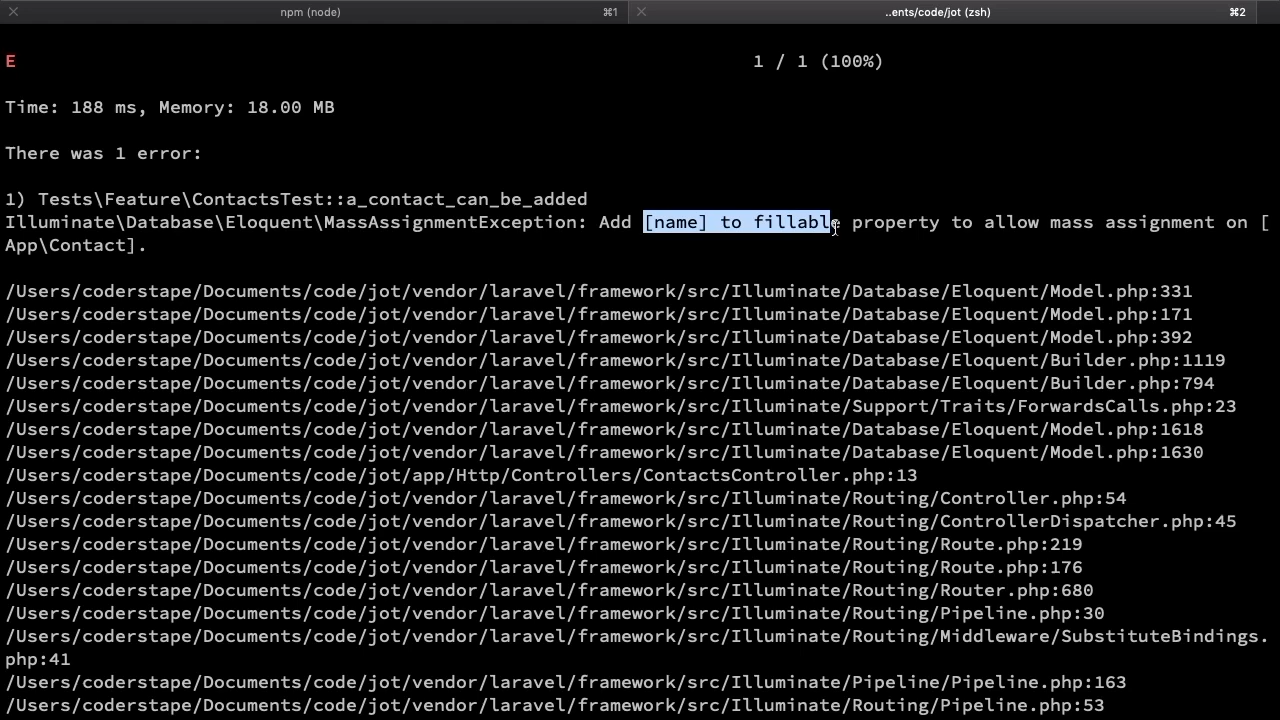 npm (node) ⌘1 ..ents/code/jot (zsh) ⌘2
E 1 / 1 (100%)
Time: 188 ms, Memory: 18.00 MB
There was 1 error:
1) Tests\Feature\ContactsTest::a_contact_can_be_added
Illuminate\Database\Eloquent\MassAssignmentException: Add [name] to fillable property to allow mass assignment on [
App\Contact].
/Users/coderstape/Documents/code/jot/vendor/laravel/framework/src/Illuminate/Database/Eloquent/Model.php:331
/Users/coderstape/Documents/code/jot/vendor/laravel/framework/src/Illuminate/Database/Eloquent/Model.php:171
/Users/coderstape/Documents/code/jot/vendor/laravel/framework/src/Illuminate/Database/Eloquent/Model.php:392
/Users/coderstape/Documents/code/jot/vendor/laravel/framework/src/Illuminate/Database/Eloquent/Builder.php:1119
/Users/coderstape/Documents/code/jot/vendor/laravel/framework/src/Illuminate/Database/Eloquent/Builder.php:794
/Users/coderstape/Documents/code/jot/vendor/laravel/framework/src/Illuminate/Support/Traits/ForwardsCalls.php:23
/Users/coderstape/Documents/code/jot/vendor/laravel/framework/src/Illuminate/Database/Eloquent/Model.php:1618
/Users/coderstape/Documents/code/jot/vendor/laravel/framework/src/Illuminate/Database/Eloquent/Model.php:1630
/Users/coderstape/Documents/code/jot/app/Http/Controllers/ContactsController.php:13
/Users/coderstape/Documents/code/jot/vendor/laravel/framework/src/Illuminate/Routing/Controller.php:54
/Users/coderstape/Documents/code/jot/vendor/laravel/framework/src/Illuminate/Routing/ControllerDispatcher.php:45
/Users/coderstape/Documents/code/jot/vendor/laravel/framework/src/Illuminate/Routing/Route.php:219
/Users/coderstape/Documents/code/jot/vendor/laravel/framework/src/Illuminate/Routing/Route.php:176
/Users/coderstape/Documents/code/jot/vendor/laravel/framework/src/Illuminate/Routing/Router.php:680
/Users/coderstape/Documents/code/jot/vendor/laravel/framework/src/Illuminate/Routing/Pipeline.php:30
/Users/coderstape/Documents/code/jot/vendor/laravel/framework/src/Illuminate/Routing/Middleware/SubstituteBindings.
php:41
/Users/coderstape/Documents/code/jot/vendor/laravel/framework/src/Illuminate/Pipeline/Pipeline.php:163
/Users/coderstape/Documents/code/jot/vendor/laravel/framework/src/Illuminate/Routing/Pipeline.php:53